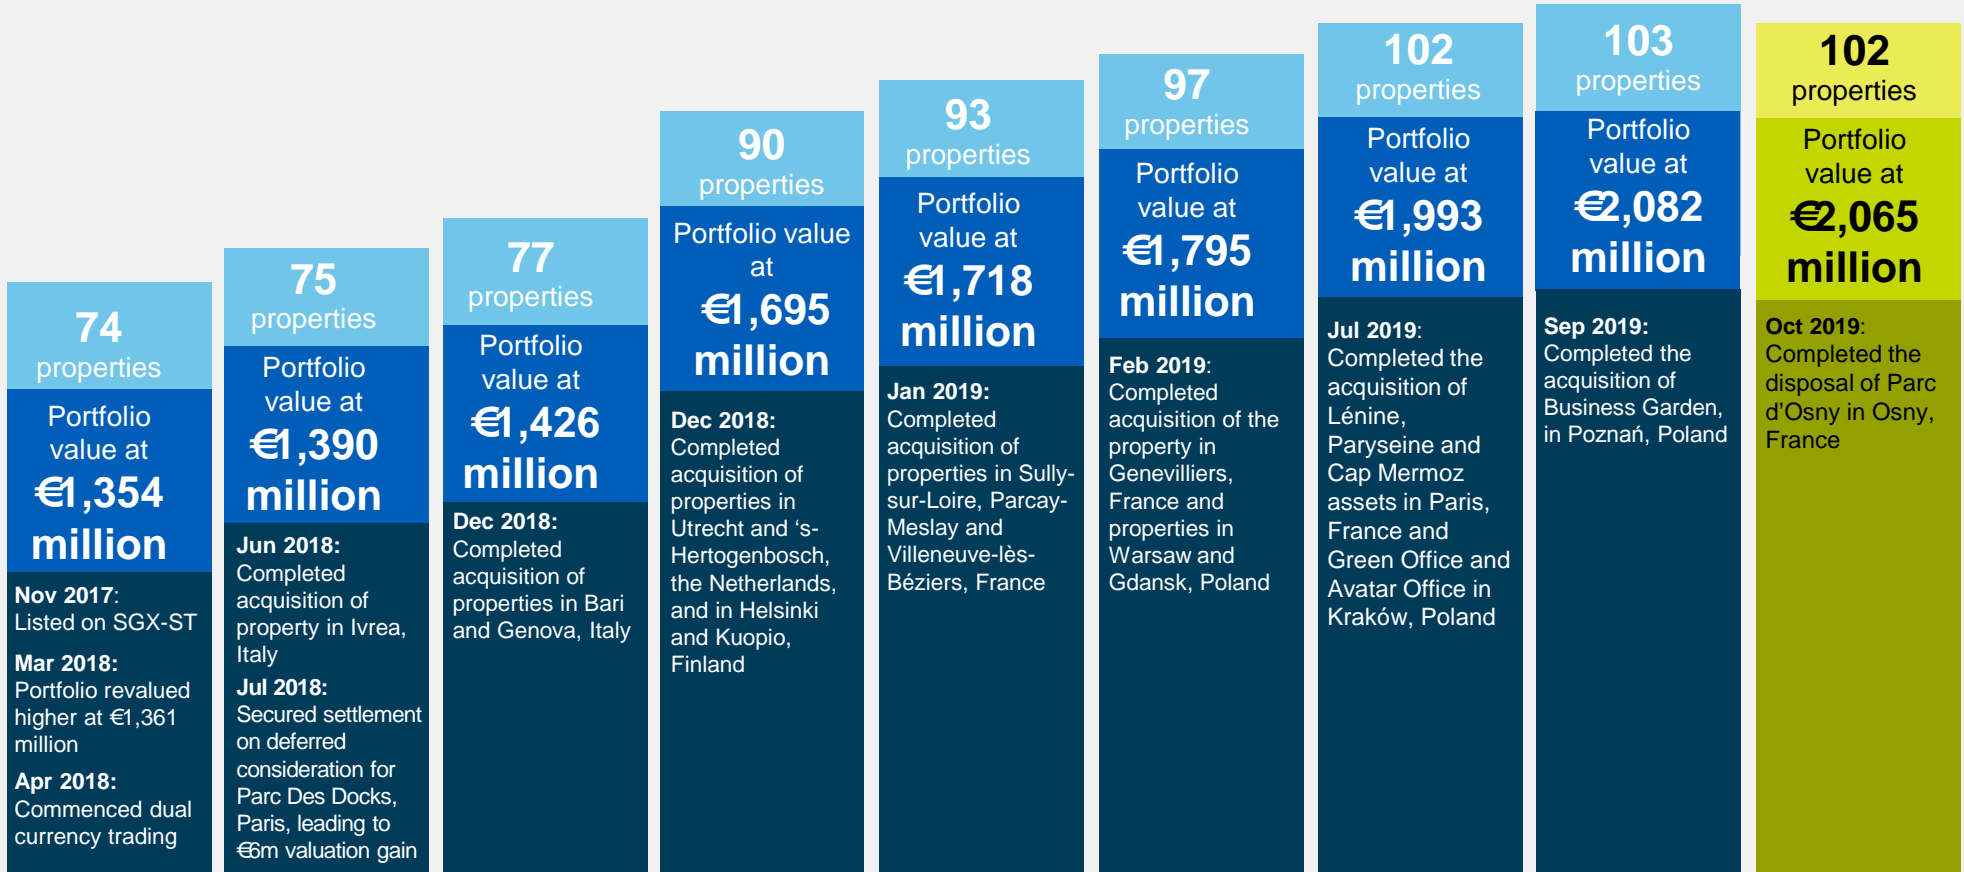 74
properties
Portfolio
value at
€1,354
million
Nov 2017:
Listed on SGX-ST
Mar 2018:
Portfolio revalued
higher at €1,361
million
Apr 2018:
Commenced dual
currency trading
75
properties
Portfolio
value at
€1,390
million
Jun 2018:
Completed
acquisition of
property in Ivrea,
Italy
Jul 2018:
Secured settlement
on deferred
consideration for
Parc Des Docks,
Paris, leading to
€6m valuation gain
77
properties
Portfolio
value at
€1,426
million
Dec 2018:
Completed
acquisition of
properties in Bari
and Genova, Italy
90
properties
Portfolio value
at
€1,695
million
Dec 2018:
Completed
acquisition of
properties in
Utrecht and ‘s-
Hertogenbosch,
the Netherlands,
and in Helsinki
and Kuopio,
Finland
93
properties
Portfolio
value at
€1,718
million
Jan 2019:
Completed
acquisition of
properties in Sully-
sur-Loire, Parcay-
Meslay and
Villeneuve-lès-
Béziers, France
97
properties
Portfolio
value at
€1,795
million
Feb 2019:
Completed
acquisition of the
property in
Genevilliers,
France and
properties in
Warsaw and
Gdansk, Poland
102
properties
Portfolio
value at
€1,993
million
Jul 2019:
Completed the
acquisition of
Lénine,
Paryseine and
Cap Mermoz
assets in Paris,
France and
Green Office and
Avatar Office in
Kraków, Poland
103
properties
Portfolio
value at
€2,082
million
Sep 2019:
Completed the
acquisition of
Business Garden,
in Poznań, Poland
102
properties
Portfolio
value at
€2,065
million
Oct 2019:
Completed the
disposal of Parc
d’Osny in Osny,
France